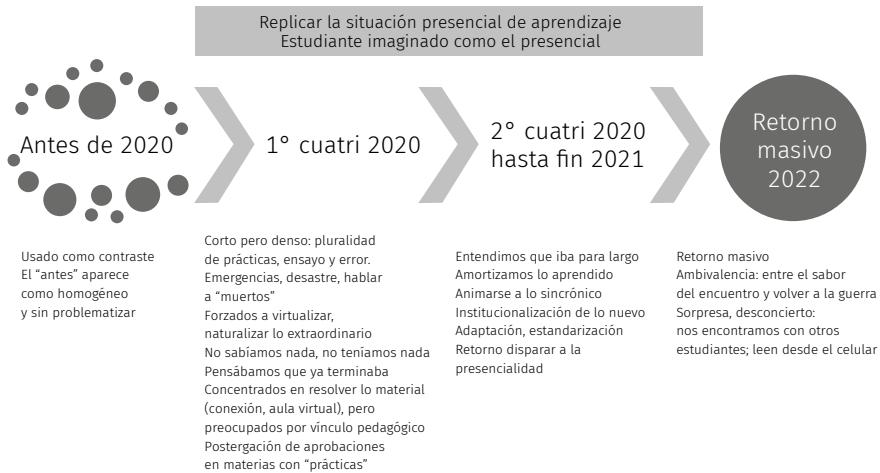 Replicar la situación presencial de aprendizaje
Estudiante imaginado como el presencial
Antes de 2020
1° cuatri 2020
2° cuatri 2020
hasta fin 2021
Retorno
masivo
2022
Usado como contraste
El “antes” aparece
como homogéneo
y sin problematizar
Corto pero denso: pluralidad
de prácticas, ensayo y error.
Emergencias, desastre, hablar
a “muertos”
Forzados a virtualizar,
naturalizar lo extraordinario
No sabíamos nada, no teníamos nada
Pensábamos que ya terminaba
Concentrados en resolver lo material
(conexión, aula virtual), pero
preocupados por vínculo pedagógico
Postergación de aprobaciones
en materias con “prácticas”
Entendimos que iba para largo
Amortizamos lo aprendido
Animarse a lo sincrónico
Institucionalización de lo nuevo
Adaptación, estandarización
Retorno disparar a la
presencialidad
Retorno masivo
Ambivalencia: entre el sabor
del encuentro y volver a la guerra
Sorpresa, desconcierto:
nos encontramos con otros
estudiantes; leen desde el celular